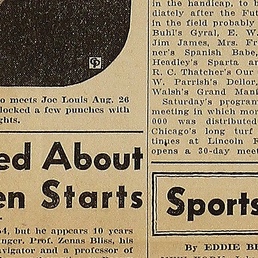 o meets Joe Louis Aug. 26
locked a few punches with
ghts.
ed About
en Starts
4, but he appears 10 years
nger. Prof. Zenas Bliss, his
avigator and a professor of
in the handicap, to b
diately after the Futu
in the field probably
Buhl's Gyral, E. W.
Jim James, Mrs. Fr
ner's Spanish Babe,
Headley's Sparta an
R. C. Thatcher's Our
W. Parrish's Dellor,
Walsh's Grand Mani
Saturday's program
meeting in which mor
000 was distributed
Chicago's long turf
tinues at Lincoln F
opens a 30-day meet
Sports
By EDDIE B